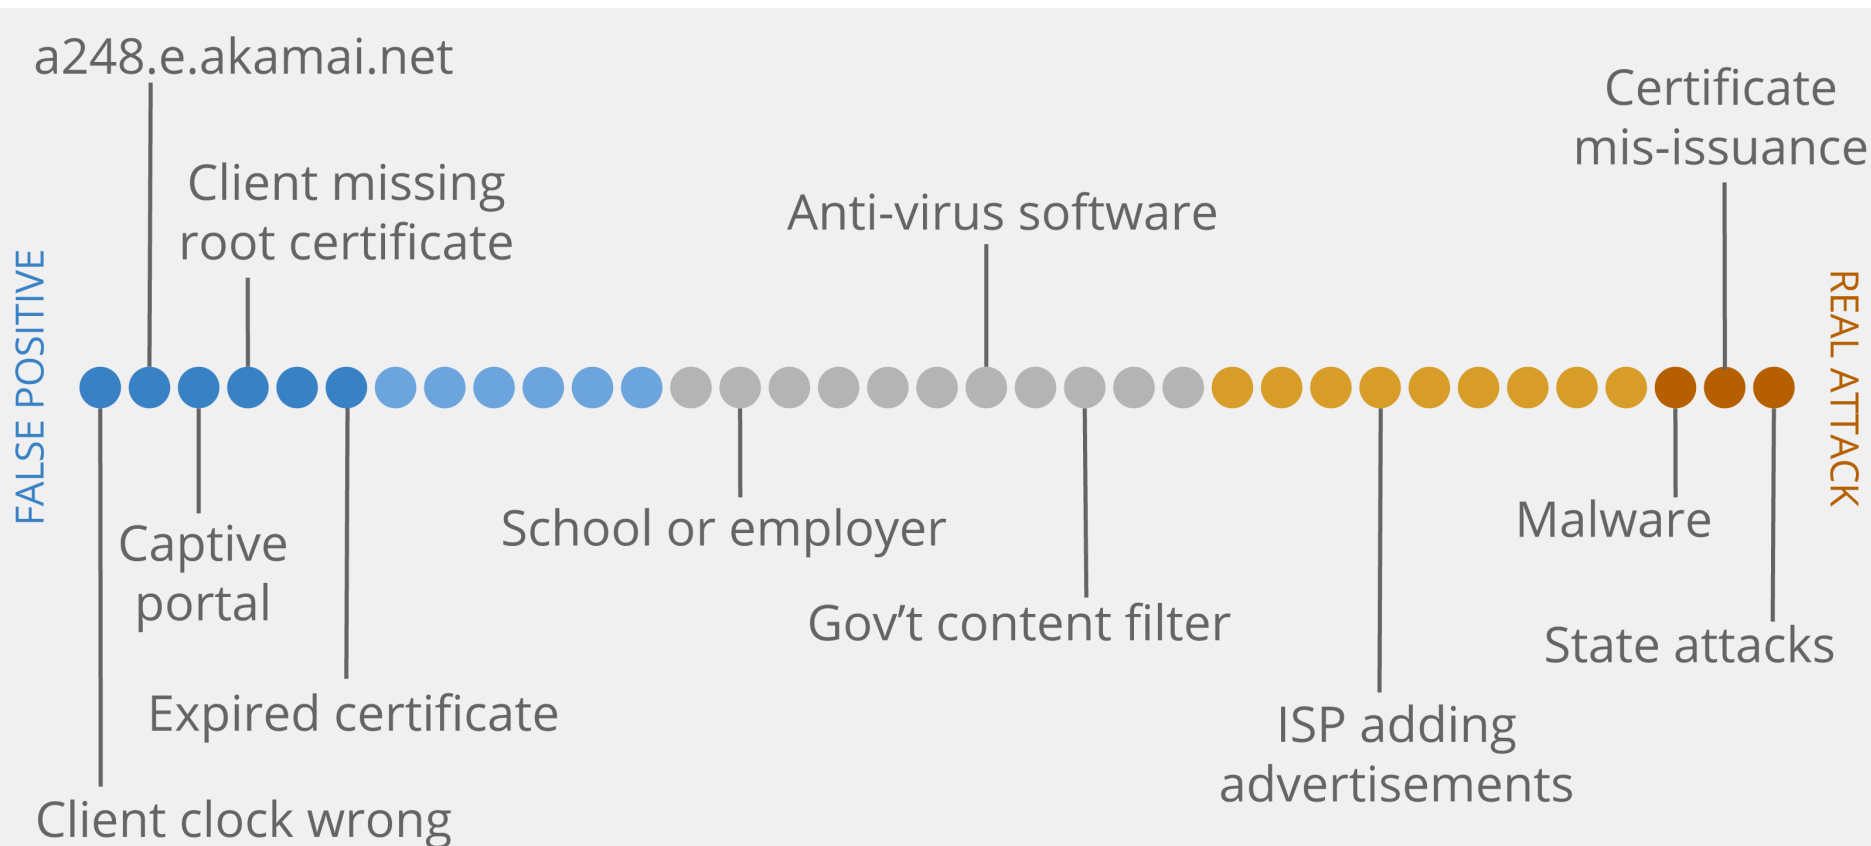 a248.e.akamai.net
Client missing
root certificate
Anti-virus software
Certificate
mis-issuance
FALSE POSITIVE
REAL ATTACK
Captive
portal
School or employer
Malware
Gov’t content filter
State attacks
Expired certificate
ISP adding
advertisements
Client clock wrong